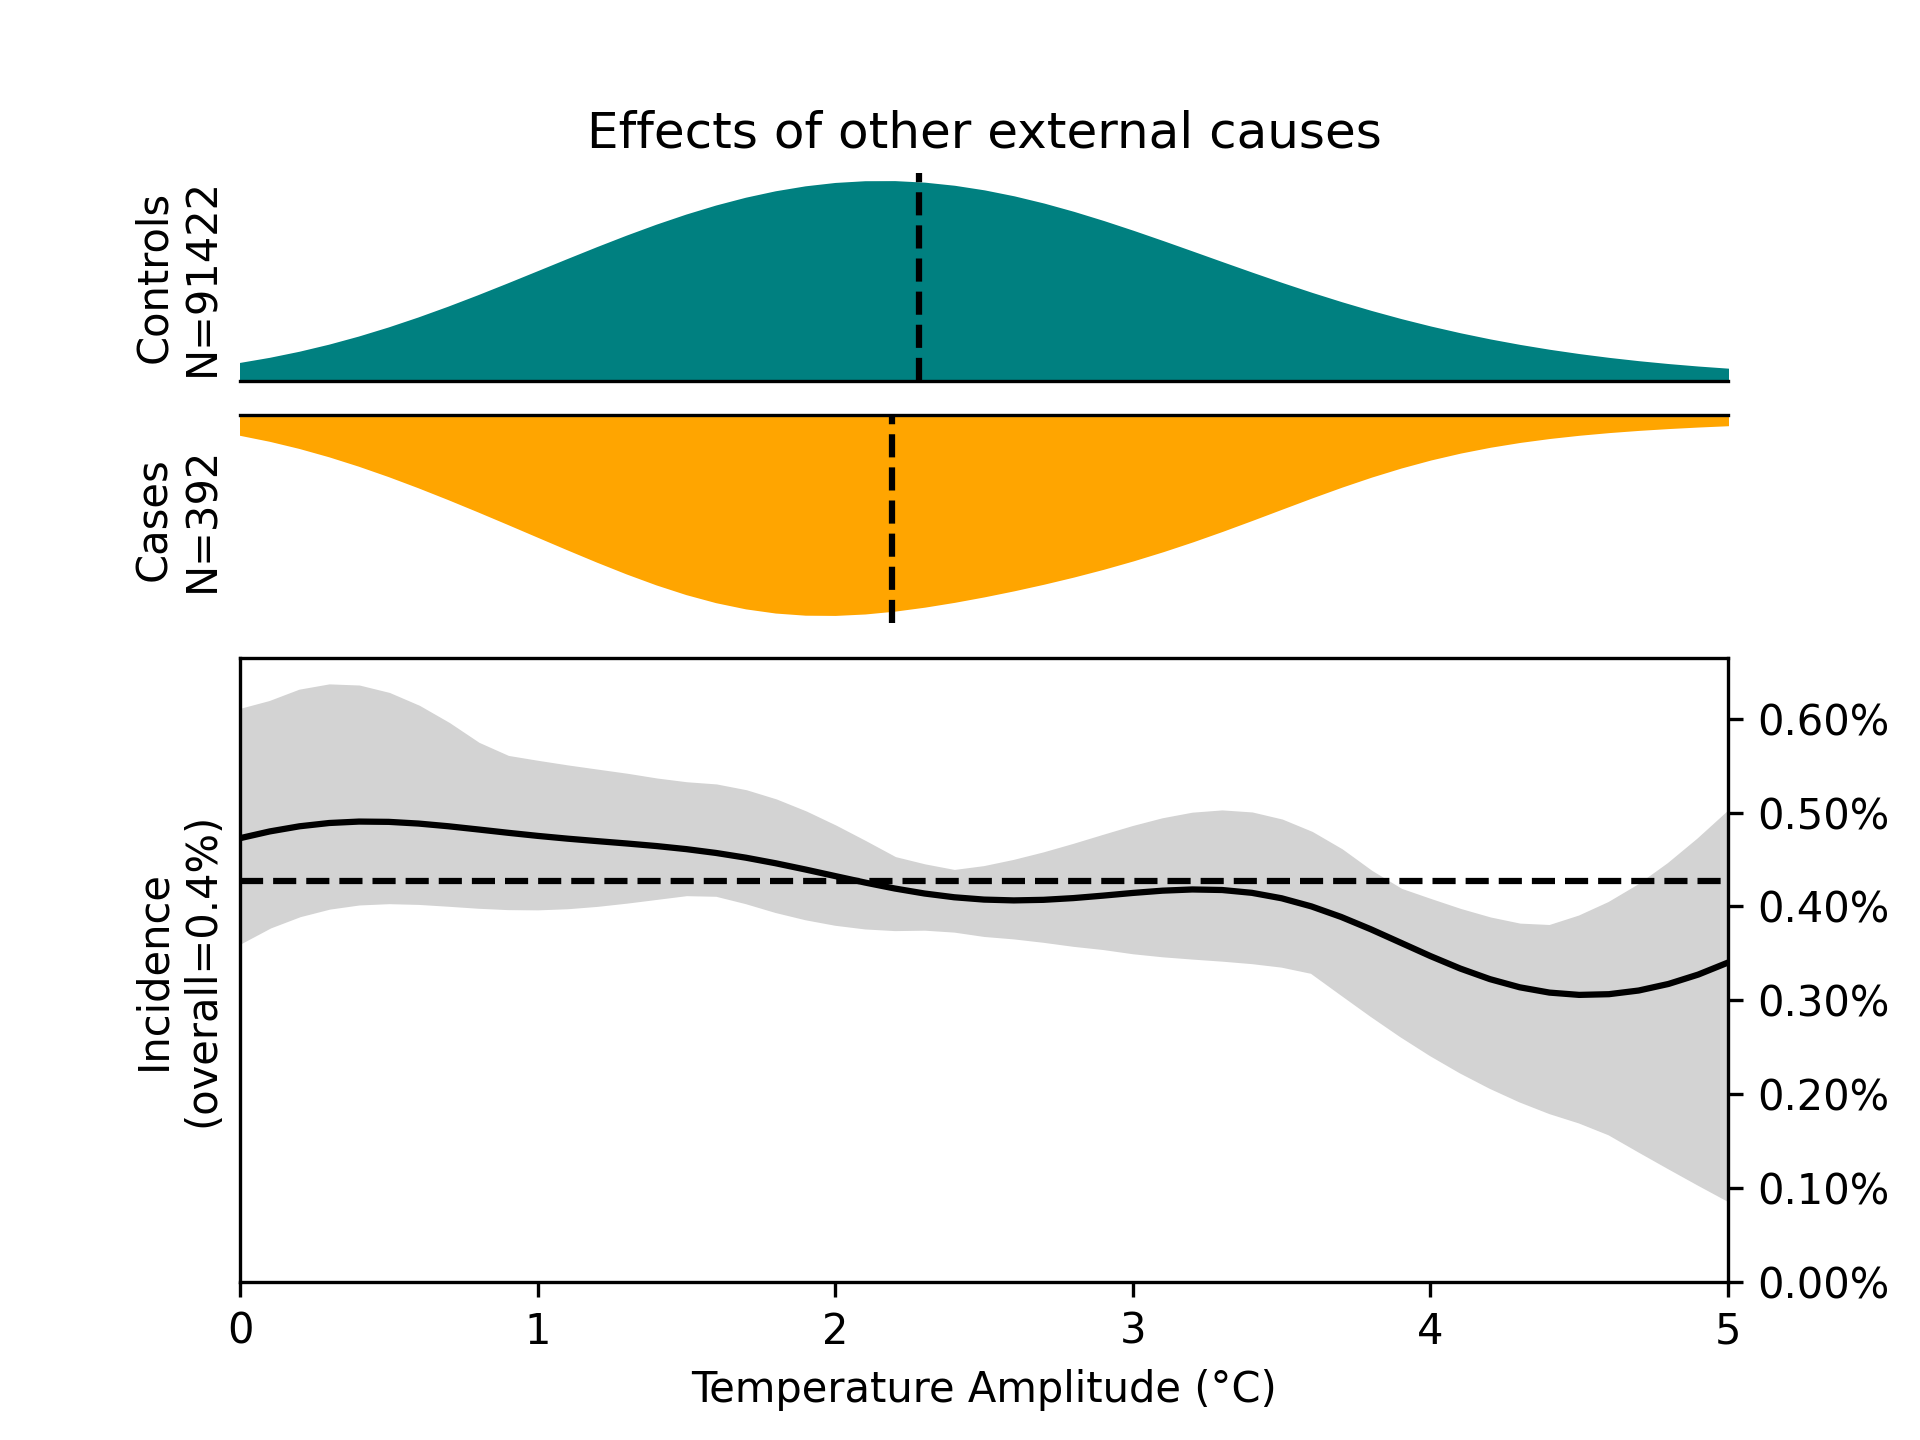 Effects of other external causes
Controls
N=91422
Cases
N=392
Incidence
(overall=0.4%)
0.60%
0.50%
0.40%
0.30%
0.20%
0.10%
0.00%
0 1 2 3 4 5
Temperature Amplitude (°C)